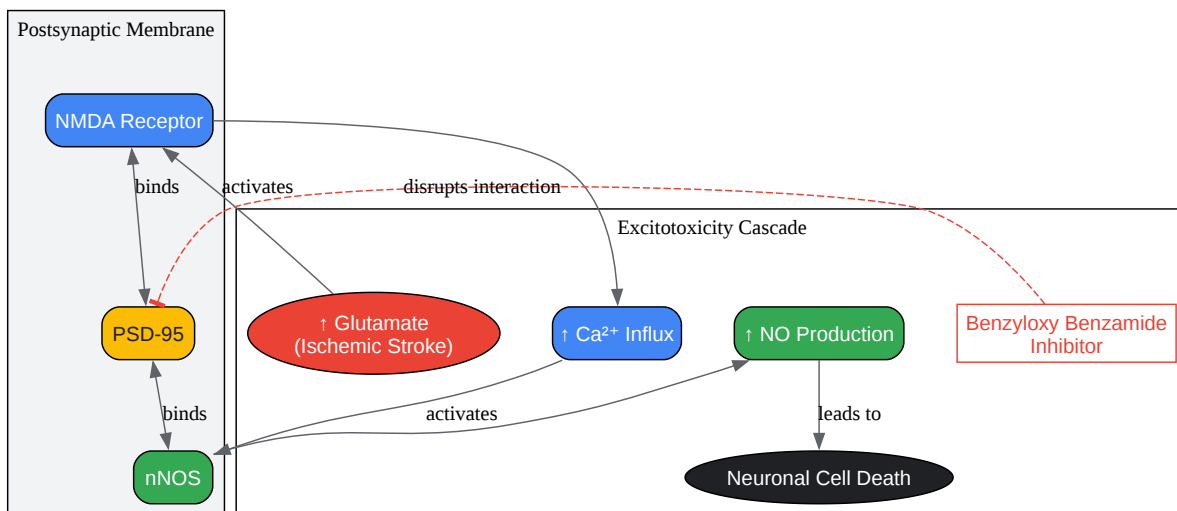 Postsynaptic Membrane
NMDA Receptor
binds
activates
disrupts interaction
Excitotoxicity Cascade
PSD-95
↑ Glutamate
(Ischemic Stroke)
↑ Ca²⁺ Influx
↑ NO Production
Benzyloxy Benzamide
Inhibitor
binds
activates
leads to
nNOS
Neuronal Cell Death